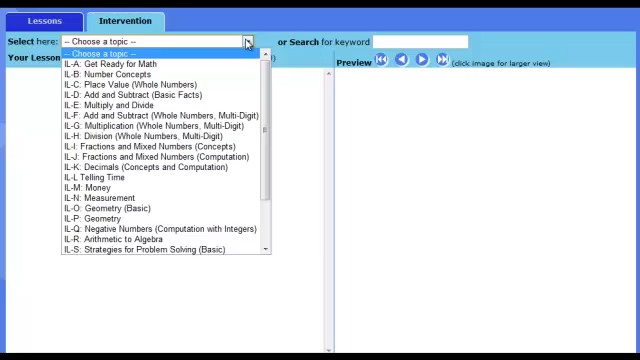 Lessons
Intervention
Select here:
-- Choose a topic --
or Search for keyword
-- Choose a topic --
Your Lesson
)
Preview
(click image for larger view)
IL-A: Get Ready for Math
IL-B: Number Concepts
IL-C: Place Value (Whole Numbers)
IL-D: Add and Subtract (Basic Facts)
IL-E: Multiply and Divide
IL-F: Add and Subtract (Whole Numbers, Multi-Digit)
IL-G: Multiplication (Whole Numbers, Multi-Digit)
IL-H: Division (Whole Numbers, Multi-Digit)
IL-I: Fractions and Mixed Numbers (Concepts)
IL-J: Fractions and Mixed Numbers (Computation)
IL-K: Decimals (Concepts and Computation)
IL-L Telling Time
IL-M: Money
IL-N: Measurement
IL-O: Geometry (Basic)
IL-P: Geometry
IL-Q: Negative Numbers (Computation with Integers)
IL-R: Arithmetic to Algebra
IL-S: Strategies for Problem Solving (Basic)